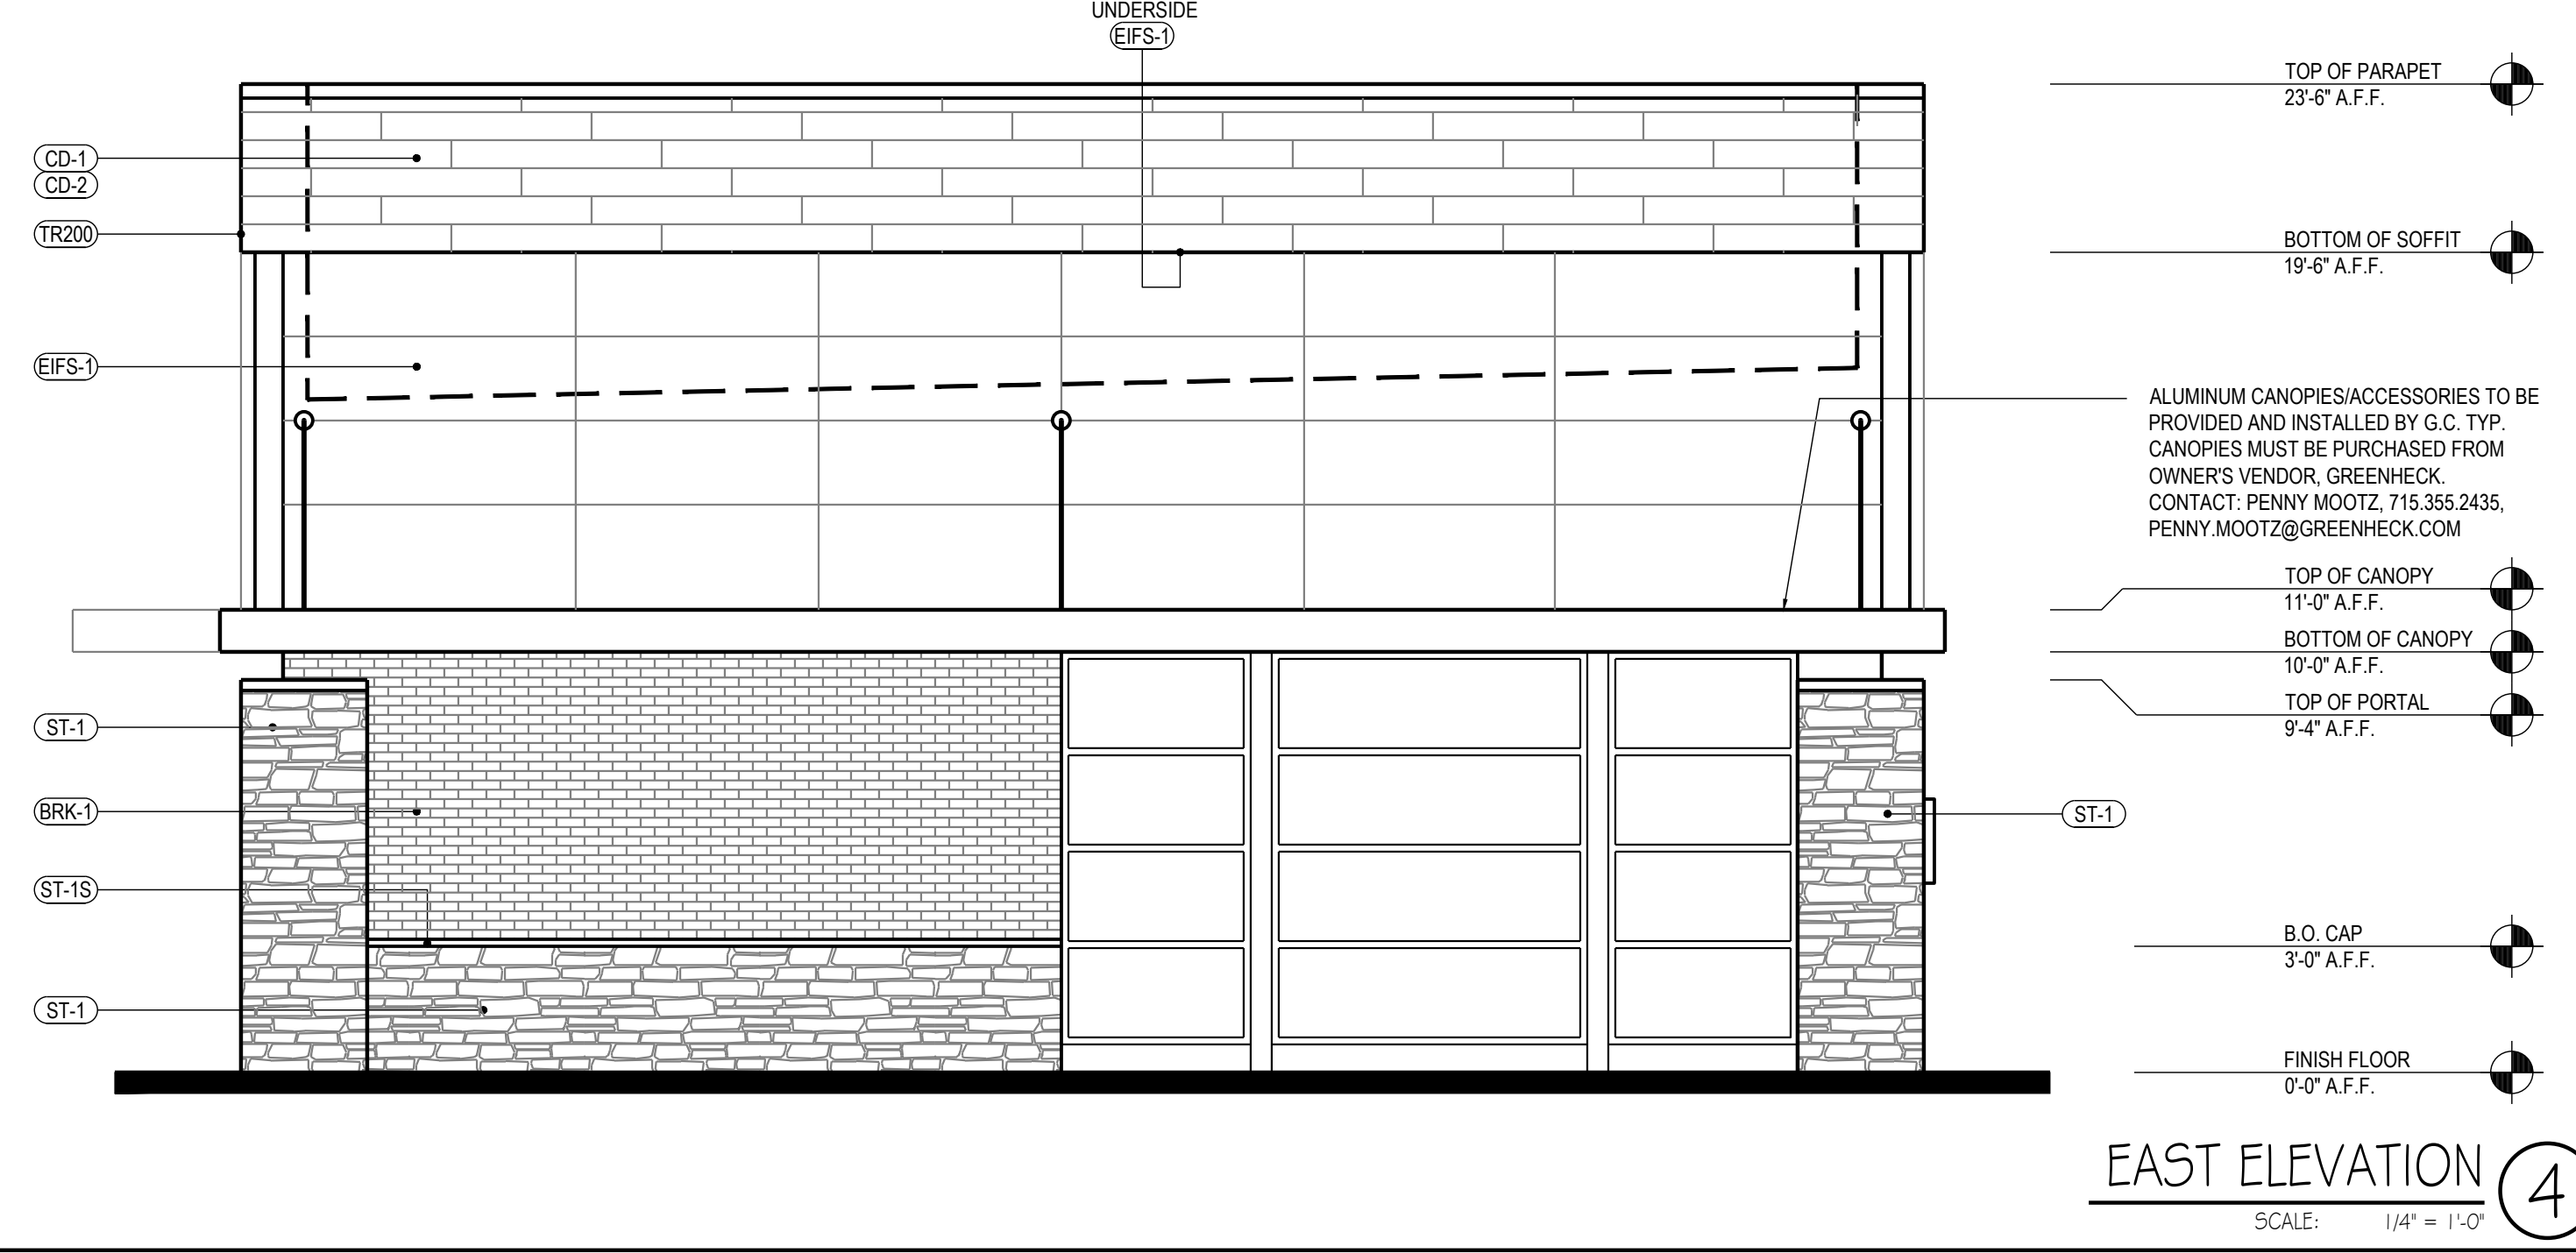 UNDERSIDE
EIFS-1
CD-1
CD-2
TR200
EIFS-1
ST-1
BRK-1
ST-1S
ST-1
ST-1
TOP OF PARAPET
23'-6" A.F.F.
BOTTOM OF SOFFIT
19'-6" A.F.F.
ALUMINUM CANOPIES/ACCESSORIES TO BE
PROVIDED AND INSTALLED BY G.C. TYP.
CANOPIES MUST BE PURCHASED FROM
OWNER'S VENDOR, GREENHECK.
CONTACT: PENNY MOOTZ, 715.355.2435,
PENNY.MOOTZ@GREENHECK.COM
TOP OF CANOPY
11'-0" A.F.F.
BOTTOM OF CANOPY
10'-0" A.F.F.
TOP OF PORTAL
9'-4" A.F.F.
B.O. CAP
3'-0" A.F.F.
FINISH FLOOR
0'-0" A.F.F.
EAST ELEVATION
4
SCALE: 1/4" = 1'-0"